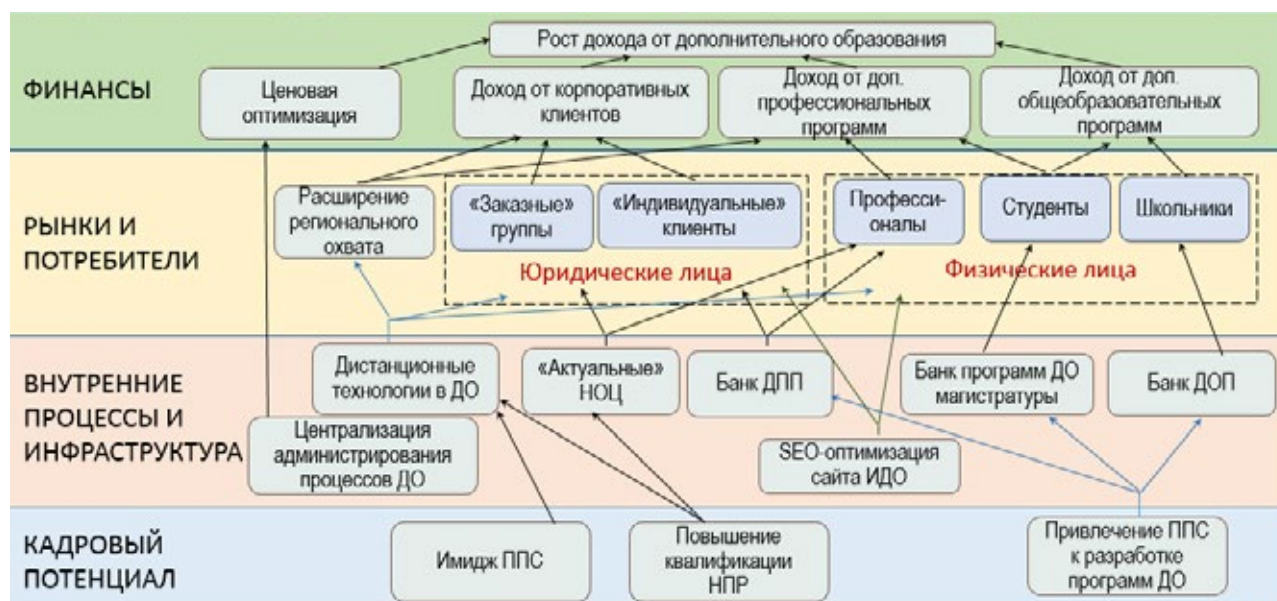 Рост дохода от дополнительного образования
ФИНАНСЫ
Ценовая
оптимизация
Доход от корпоративных
клиентов
Доход от доп.
профессиональных
программ
Доход от доп.
общеобразовательных
программ
РЫНКИ И
ПОТРЕБИТЕЛИ
Расширение
регионального
охвата
«Заказные»
группы
«Индивидуальные»
клиенты
Юридические лица
Професси-
оналы
Студенты
Школьники
Физические лица
ВНУТРЕННИЕ
ПРОЦЕССЫ И
ИНФРАСТРУКТУРА
Дистанционные
технологии в ДО
«Актуальные»
НОЦ
Банк ДПП
Банк программ ДО
магистратуры
Банк ДОП
Централизация
администрирования
процессов ДО
SEO-оптимизация
сайта ИДО
КАДРОВЫЙ
ПОТЕНЦИАЛ
Имидж ППС
Повышение
квалификации
НПР
Привлечение ППС
к разработке
программ ДО